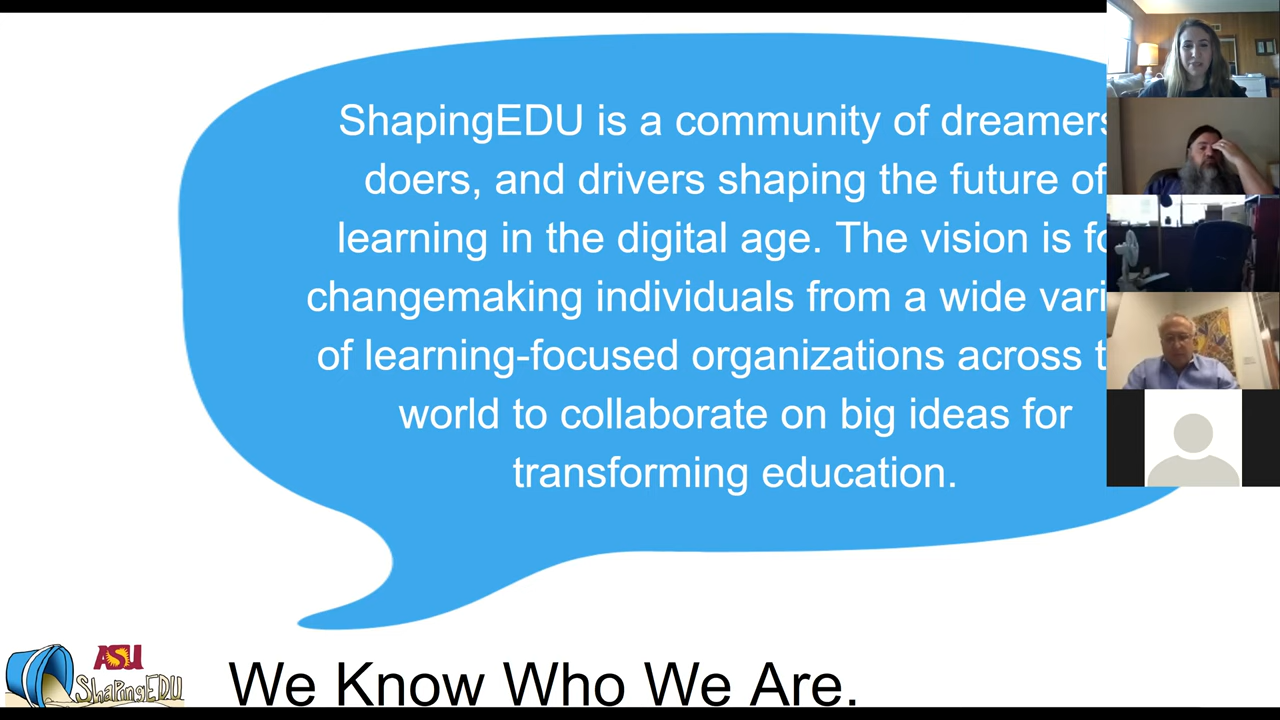 ShapingEDU is a community of dreamers
doers, and drivers shaping the future of
learning in the digital age. The vision is
changemaking individuals from a wide
of learning-focused organizations across
world to collaborate on big ideas for
transforming education.
ASU
ShapingEDU
We Know Who We Are.